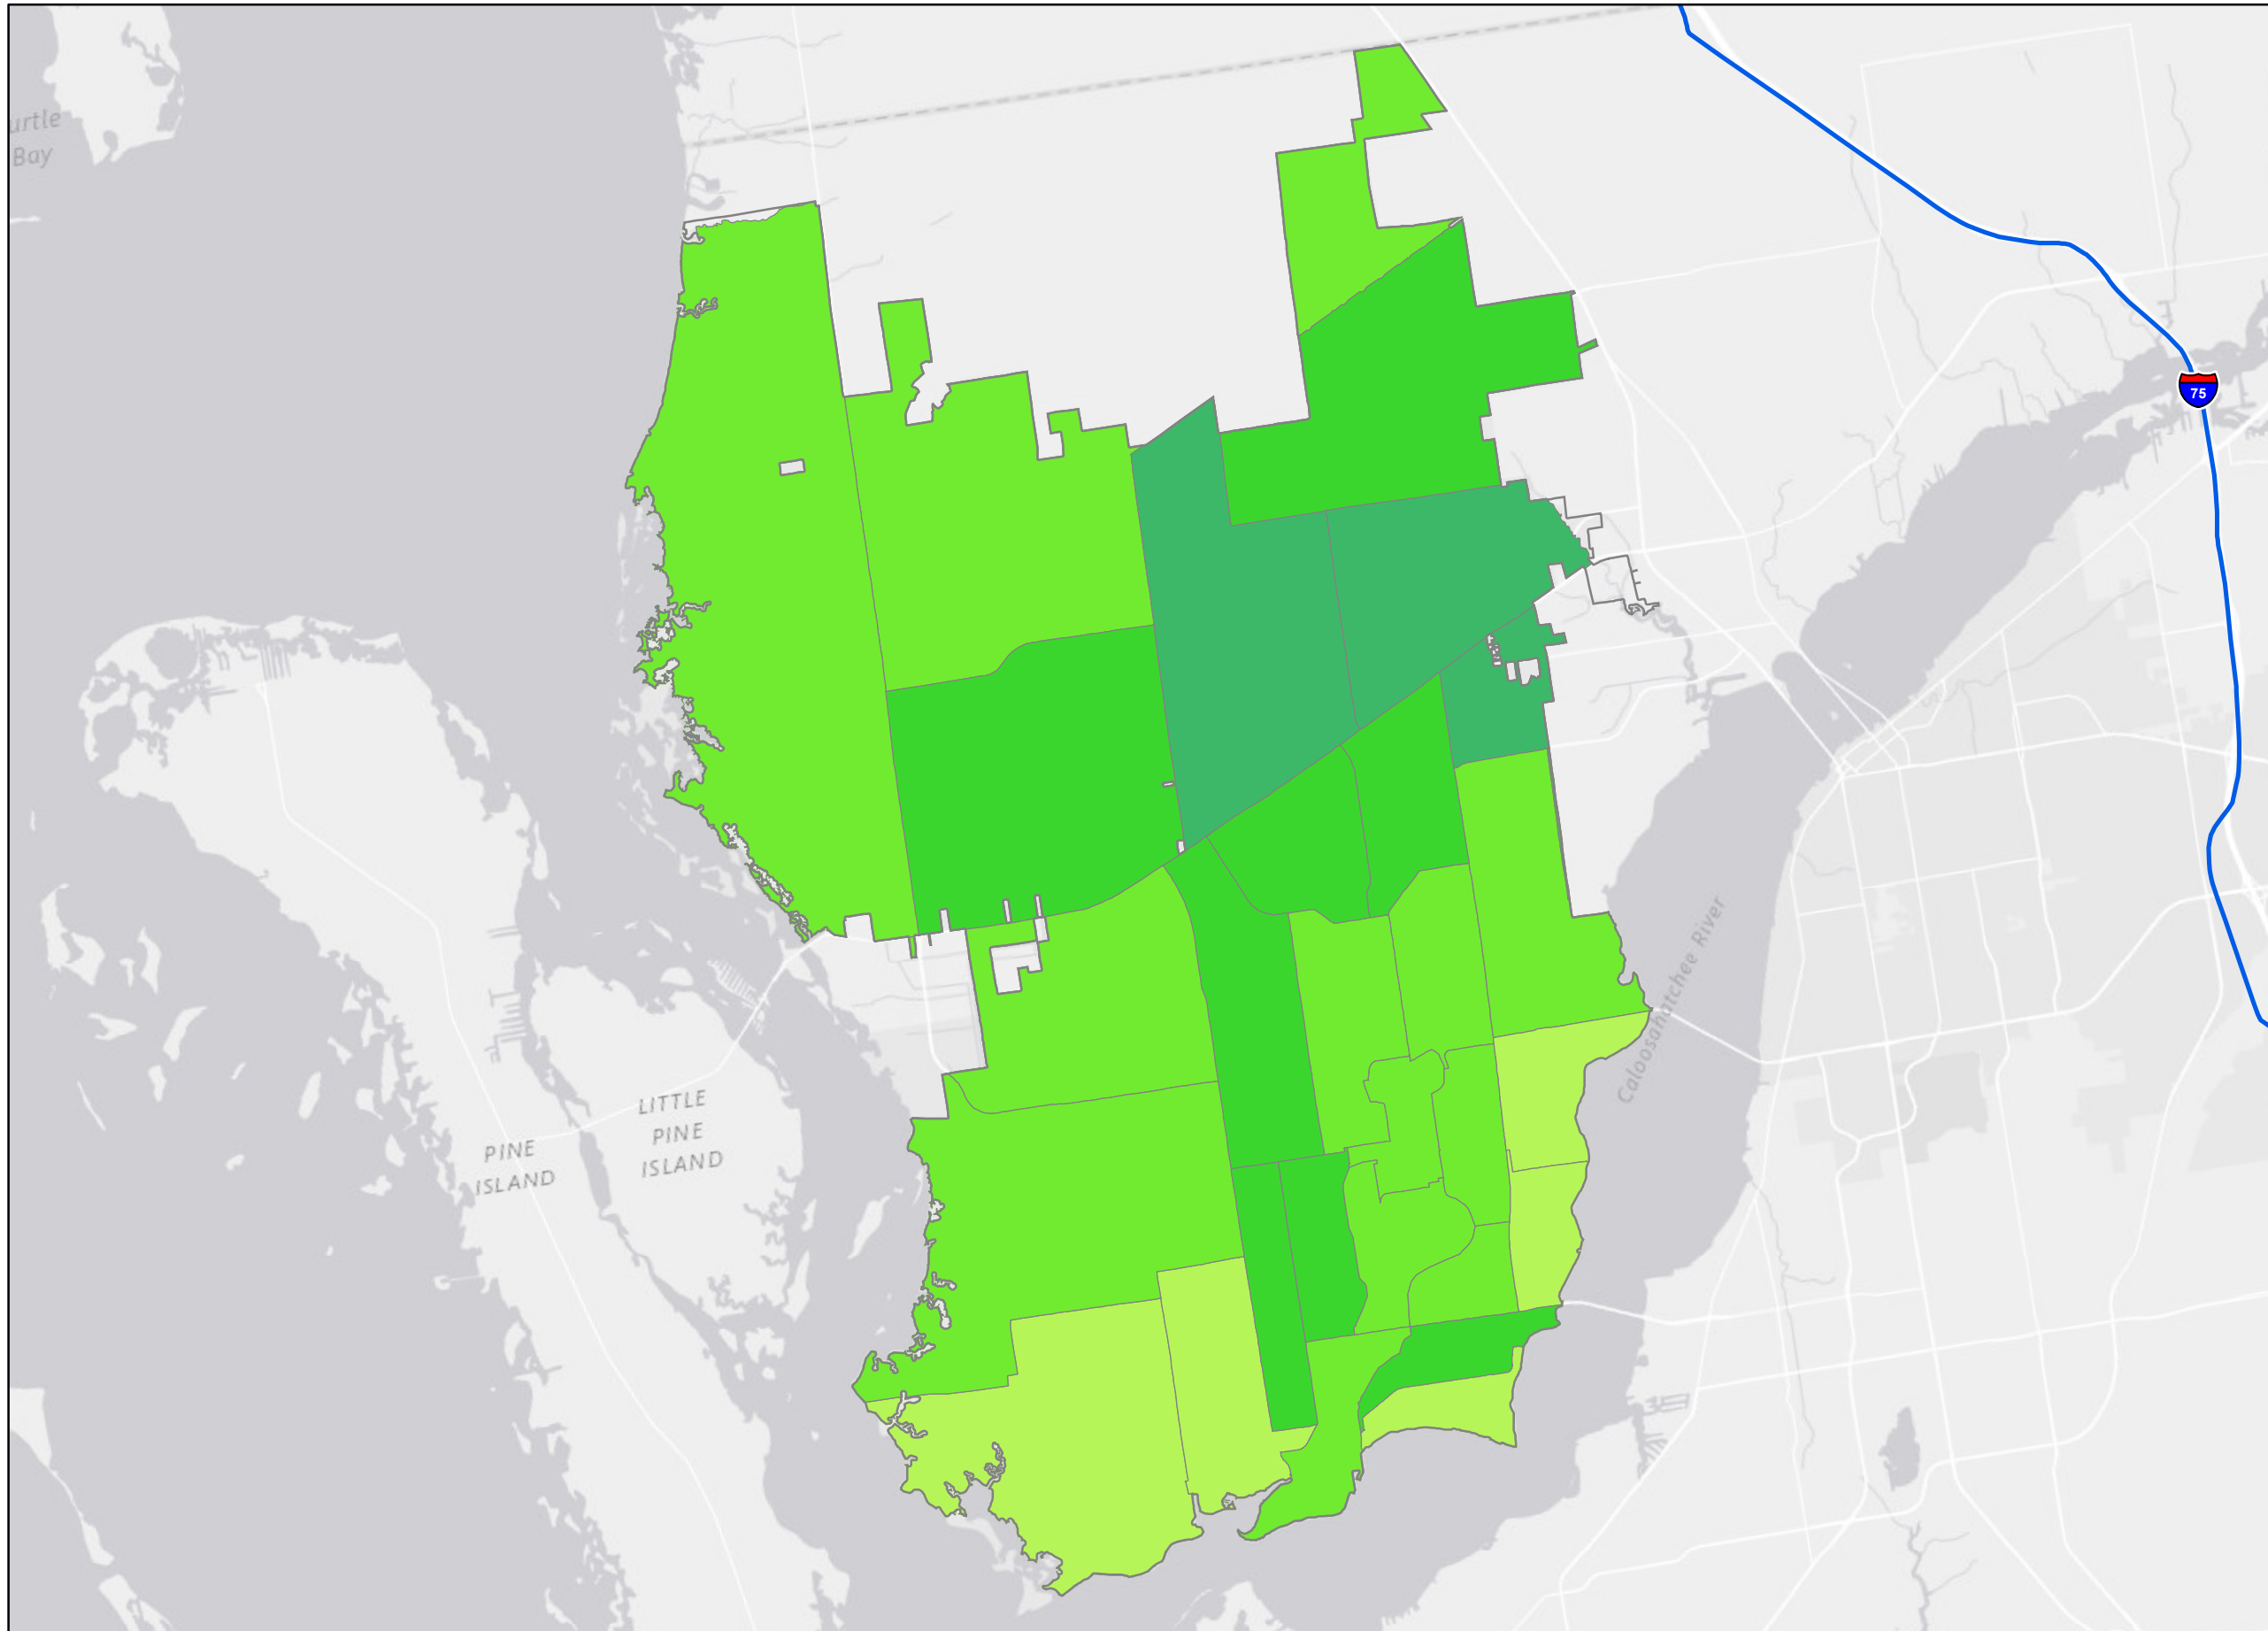 urtle
Bay
75
Caloosahatchee River
LITTLE
PINE
ISLAND
PINE
ISLAND